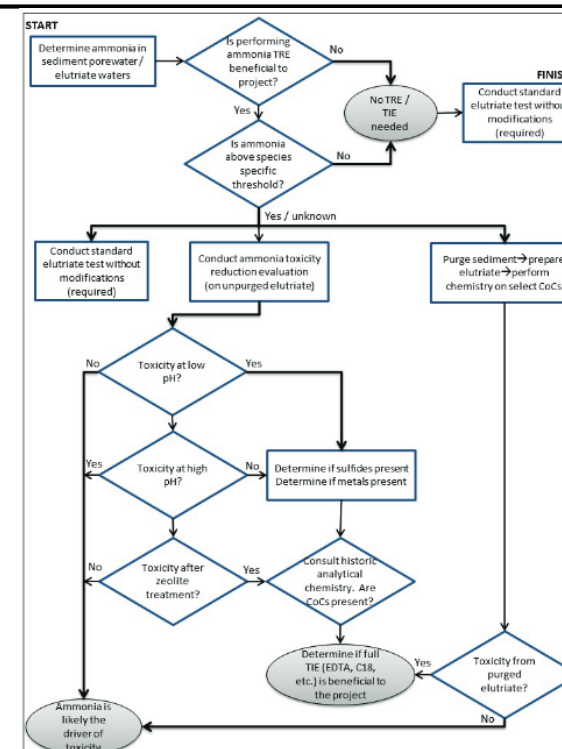 START
Determine ammonia in
sediment porewater/
elutriate waters
Is performing
ammonia TRE
beneficial to
project?
No
Yes
No TRE /
TIE
needed
FINIS
Conduct standard
elutriate test withou
modifications
(required)
Is ammonia
above species
specific
threshold?
No
Yes / unknown
Conduct standard
elutriate test without
modifications
(required)
Conduct ammonia toxicity
reduction evaluation
(on unpurged elutriate)
Purge sediment→prepare
elutriate→perform
chemistry on select CoCs
No
Toxicity at low
pH?
Yes
Yes
Toxicity at high
pH?
No
Determine if sulfides present
Determine if metals present
No
Toxicity after
zeolite
treatment?
Yes
Consult historic
analytical
chemistry. Are
CoCs present?
Determine if full
TIE (EDTA, C18,
etc.) is beneficial to
the project
Yes
Toxicity from
purged
elutriate?
No
Ammonia is
likely the
driver of
toxicity